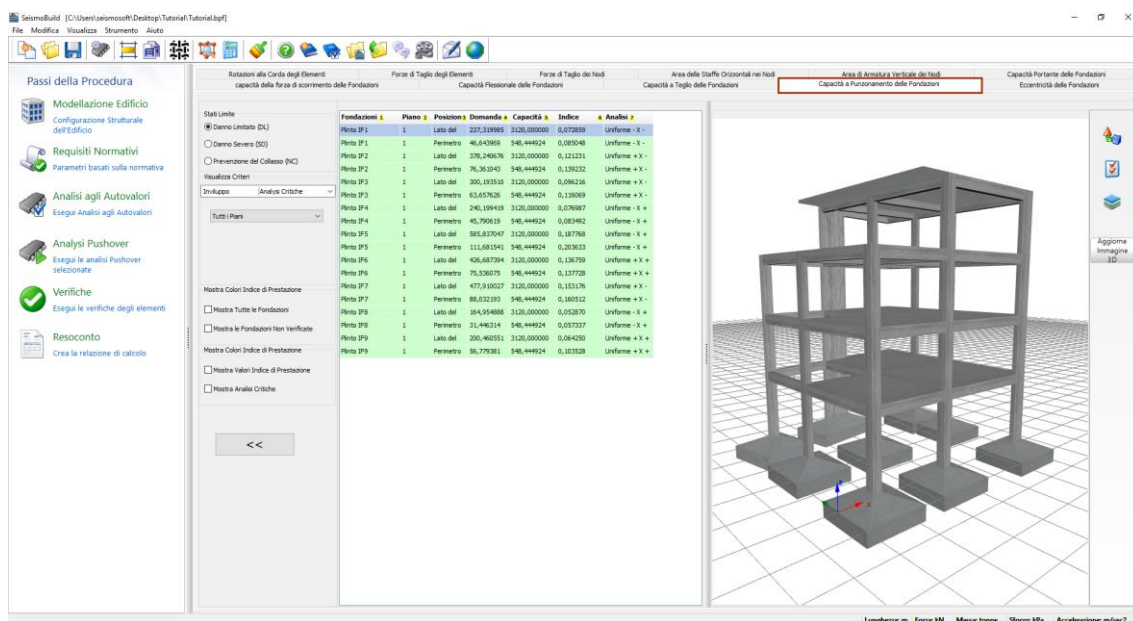 SeismoBuild [C:\Users\seismosoft\Desktop\Tutorial\Tutorial.bpf]
File Modifica Visualizza Strumento Aiuto
Passi della Procedura
Modellazione Edificio
Configurazione Strutturale
dell'Edificio
Requisiti Normativi
Parametri basati sulla normativa
Analisi agli Autovalori
Esegui Analisi agli Autovalori
Analysi Pushover
Esegui le analisi Pushover
selezionate
Verifiche
Esegui le verifiche degli elementi
Resoconto
Crea la relazione di calcolo
Rotazioni alla Corda degli Elementi Forze di Taglio degli Elementi Forze di Taglio dei Nodi Area delle Staffe Orizzontali nei Nodi Area di Armatura Verticale dei Nodi Capacità Portante delle Fondazioni
capacità della forza di scorrimento delle Fondazioni Capacità Flessionale delle Fondazioni Capacità a Teglio delle Fondazioni Capacità a Punzonamento delle Fondazioni Eccentricità delle Fondazioni
Stati Limite
Danno Limitato (DL)
Danno Severo (SD)
Prevenzione del Collasso (NC)
Visualizza Criteri
Inviluppo Analysi Critiche
Tutti i Piani
Mostra Colori Indice di Prestazione
Mostra Tutte le Fondazioni
Mostra le Fondazioni Non Verificate
Mostra Colori Indice di Prestazione
Mostra Valori Indice di Prestazione
Mostra Analisi Critiche
<<
Fondazioni 1 Piano 2 Posizion 3 Domanda 4 Capacità 5 Indice 6 Analisi 7
Plinto IF1 1 Lato del 227,319985 3120,000000 0,072859 Uniforme - X -
Plinto IF1 1 Perimetro 46,643969 548,444924 0,085048 Uniforme - X -
Plinto IF2 1 Lato del 378,240676 3120,000000 0,121231 Uniforme + X -
Plinto IF2 1 Perimetro 76,361043 548,444924 0,139232 Uniforme + X -
Plinto IF3 1 Lato del 300,193510 3120,000000 0,096216 Uniforme + X -
Plinto IF3 1 Perimetro 63,657626 548,444924 0,116069 Uniforme + X -
Plinto IF4 1 Lato del 240,199419 3120,000000 0,076987 Uniforme - X +
Plinto IF4 1 Perimetro 45,790619 548,444924 0,083492 Uniforme - X +
Plinto IF5 1 Lato del 585,837047 3120,000000 0,187768 Uniforme - X +
Plinto IF5 1 Perimetro 111,681541 548,444924 0,203633 Uniforme - X +
Plinto IF6 1 Lato del 426,687394 3120,000000 0,136759 Uniforme + X +
Plinto IF6 1 Perimetro 75,536075 548,444924 0,137728 Uniforme + X +
Plinto IF7 1 Lato del 477,910027 3120,000000 0,153176 Uniforme + X -
Plinto IF7 1 Perimetro 88,032193 548,444924 0,160512 Uniforme + X -
Plinto IF8 1 Lato del 164,954888 3120,000000 0,052870 Uniforme - X +
Plinto IF8 1 Perimetro 31,446314 548,444924 0,057337 Uniforme - X +
Plinto IF9 1 Lato del 200,460551 3120,000000 0,064250 Uniforme + X +
Plinto IF9 1 Perimetro 56,779381 548,444924 0,103528 Uniforme + X +
Aggiorna
Immagine
3D
Lunghezza: m Forza: kN Massa: tonne Sforzo: kPa Accelerazione: m/sec2